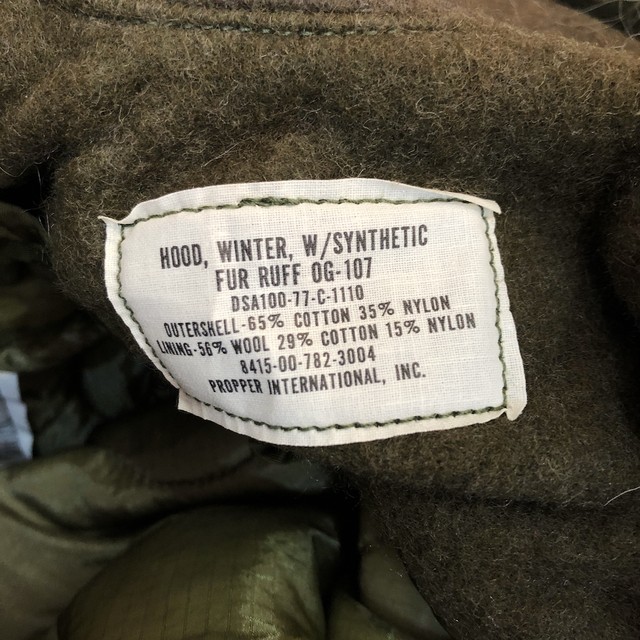 HOOD, WINTER, W/SYNTHETIC
FUR RUFF OG-107
DSA100-77-C-1110
OUTERSHELL-65% COTTON 35% NYLON
LINING-56% WOOL 29% COTTON 15% NYLON
8415-00-782-3004
PROPPER INTERNATIONAL, INC.